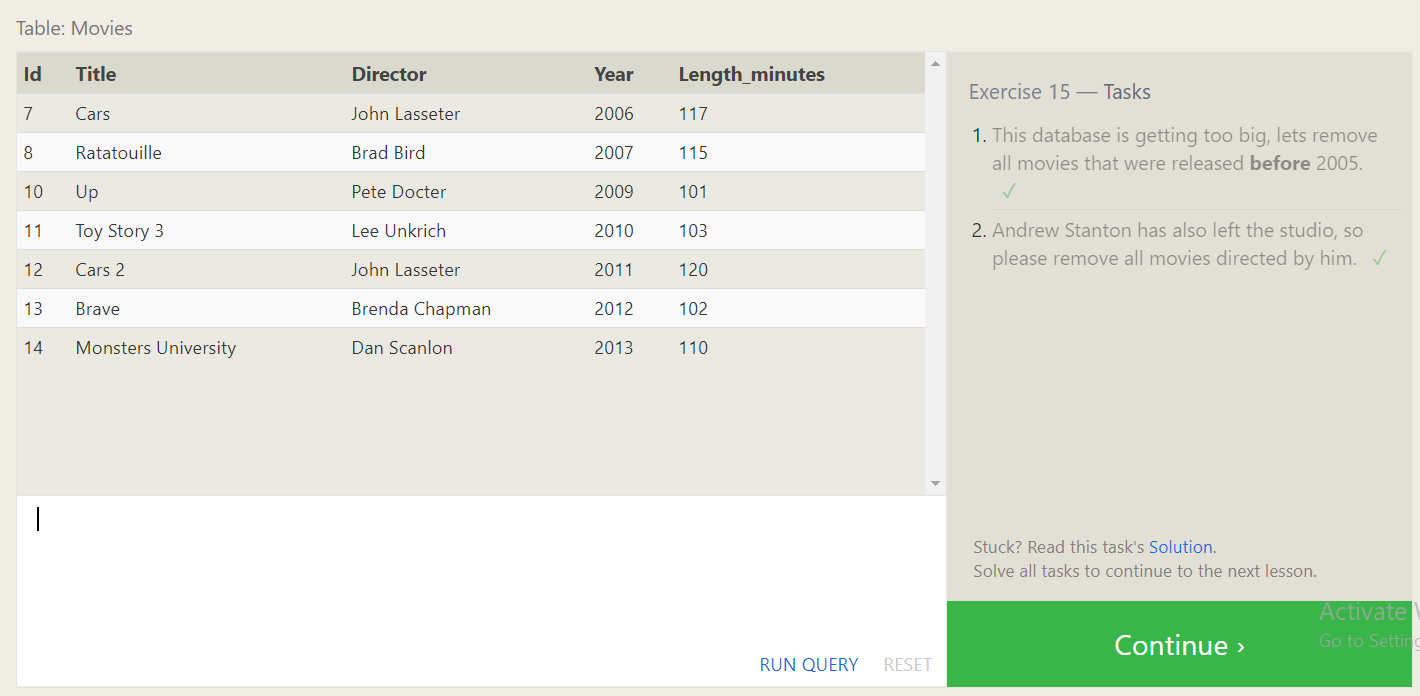 Table: Movies
Id Title Director Year Length_minutes
7 Cars John Lasseter 2006 117
8 Ratatouille Brad Bird 2007 115
10 Up Pete Docter 2009 101
11 Toy Story 3 Lee Unkrich 2010 103
12 Cars 2 John Lasseter 2011 120
13 Brave Brenda Chapman 2012 102
14 Monsters University Dan Scanlon 2013 110
RUN QUERY RESET
Exercise 15 — Tasks
1. This database is getting too big, lets remove
all movies that were released before 2005.
✓
2. Andrew Stanton has also left the studio, so
please remove all movies directed by him. ✓
Stuck? Read this task's Solution.
Solve all tasks to continue to the next lesson.
Continue ›
Activate W
Go to Setting